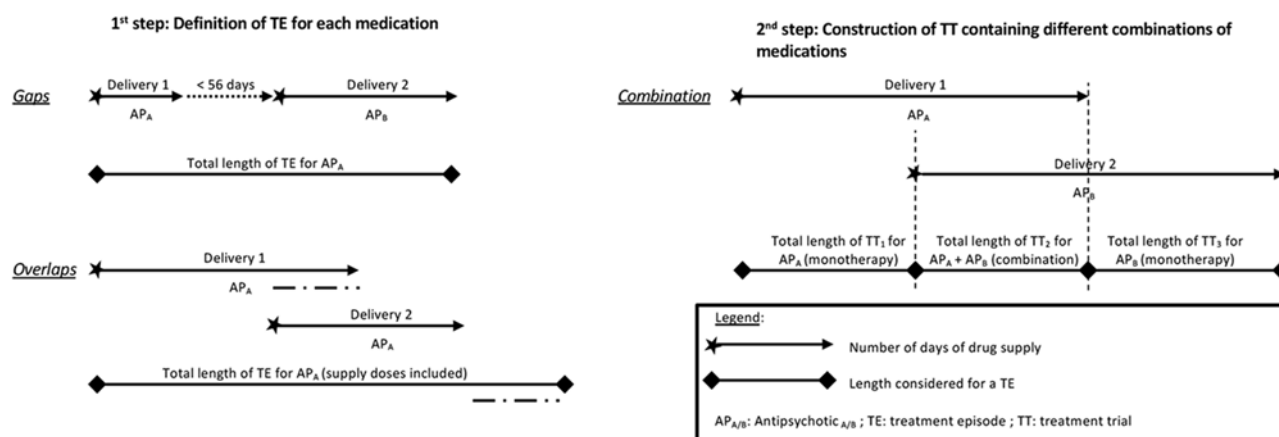 1st step: Definition of TE for each medication
Gaps
Delivery 1
< 56 days
Delivery 2
APA
APB
Total length of TE for APA
Overlaps
Delivery 1
APA
Delivery 2
APA
Total length of TE for APA (supply doses included)
2nd step: Construction of TT containing different combinations of
medications
Combination
Delivery 1
APA
Delivery 2
APB
Total length of TT1 for
APA (monotherapy)
Total length of TT2 for
APA + APB (combination)
Total length of TT3 for
APB (monotherapy)
Legend:
Number of days of drug supply
Length considered for a TE
APA/B: Antipsychotic A/B ; TE: treatment episode ; TT: treatment trial